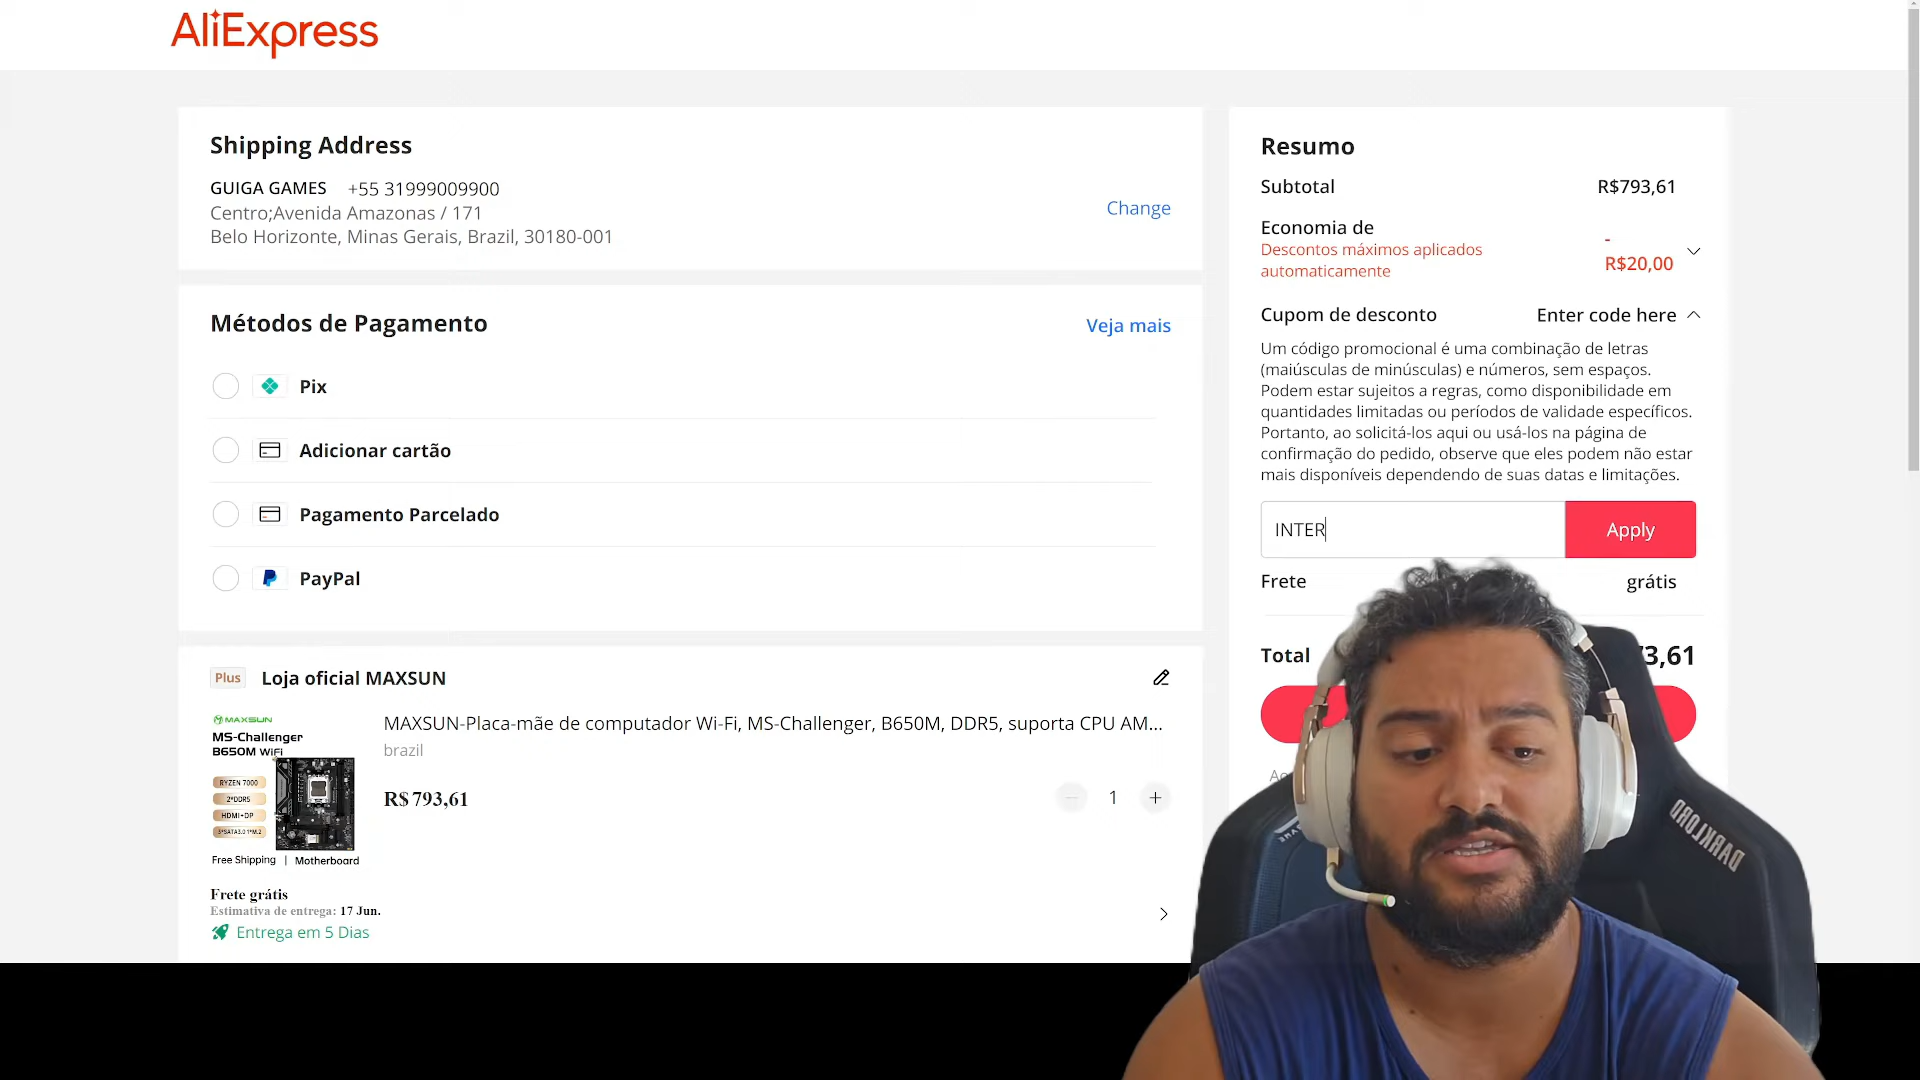 AliExpress
Shipping Address
GUIGA GAMES +55 31999009900
Centro;Avenida Amazonas / 171
Belo Horizonte, Minas Gerais, Brazil, 30180-001
Change
Métodos de Pagamento
Veja mais
Pix
Adicionar cartão
Pagamento Parcelado
PayPal
Plus Loja oficial MAXSUN
MAXSUN
MS-Challenger
B650M WiFi
RYZEN 7000
2*DDR5
HDMI+DP
3*SATA3.0 1*M.2
Free Shipping | Motherboard
MAXSUN-Placa-mãe de computador Wi-Fi, MS-Challenger, B650M, DDR5, suporta CPU AM...
brazil
R$ 793,61
1
Frete grátis
Estimativa de entrega: 17 Jun.
Entrega em 5 Dias
Resumo
Subtotal R$793,61
Economia de
Descontos máximos aplicados
automaticamente
-
R$20,00
Cupom de desconto Enter code here
Um código promocional é uma combinação de letras
(maiúsculas de minúsculas) e números, sem espaços.
Podem estar sujeitos a regras, como disponibilidade em
quantidades limitadas ou períodos de validade específicos.
Portanto, ao solicitá-los aqui ou usá-los na página de
confirmação do pedido, observe que eles podem não estar
mais disponíveis dependendo de suas datas e limitações.
INTER
Apply
Frete grátis
Total 3,61
DARKLORD